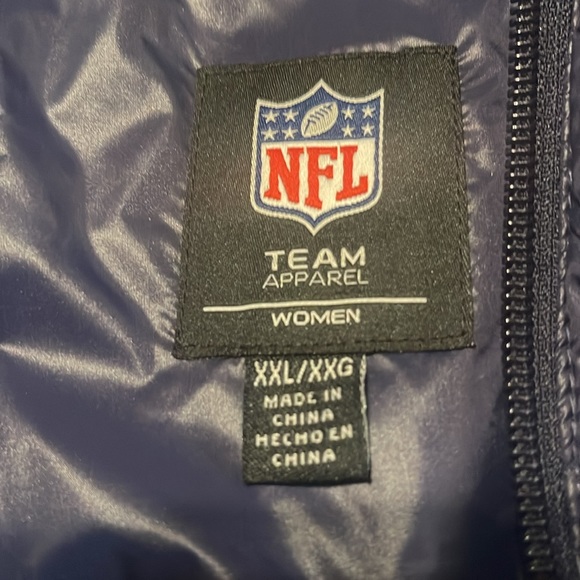 NFL
TEAM
APPAREL
WOMEN
XXL/XXG
MADE IN
CHINA
HECHO EN
CHINA